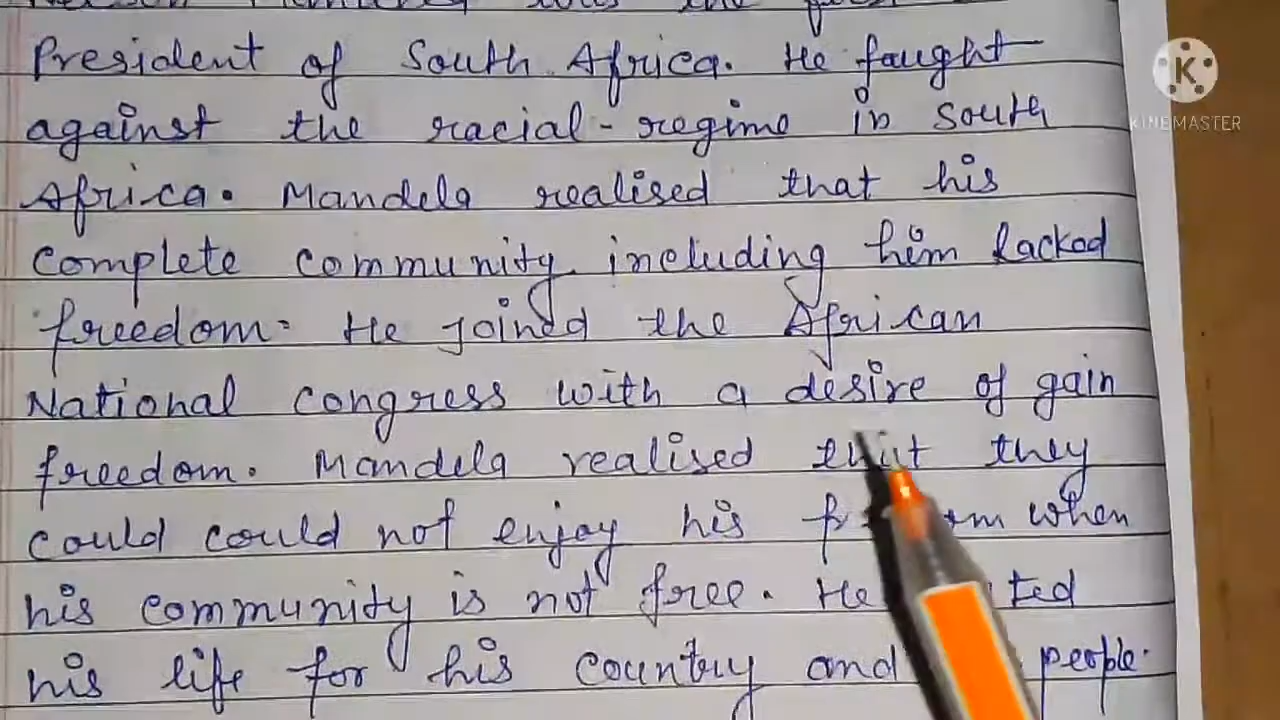 President of South Africa. He faught
against the racial-regime in south
Africa. Mandela realised that his
complete community including him lacked
freedom. He joined the African
National congress with a desire of gain
freedom. Mandela realised that they
could could not enjoy his when
his community is not free. He
his life for his country and people.
K
KINEMASTER